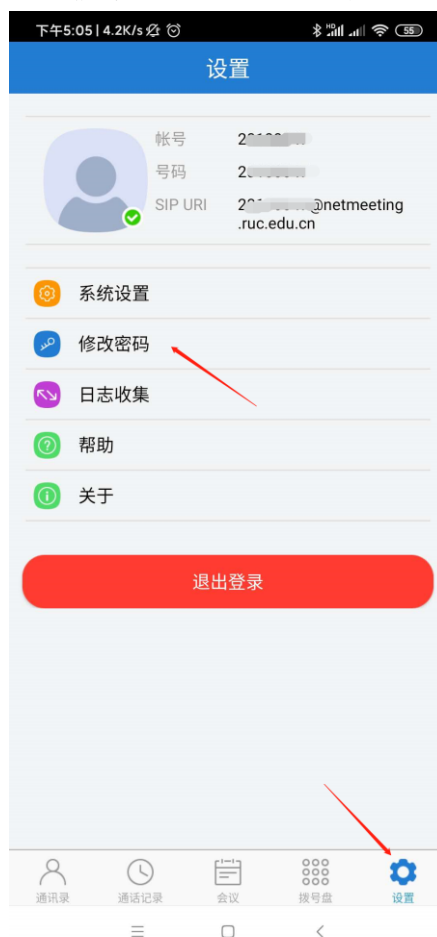 下午5:05 | 4.2K/s
HD
55
设置
帐号
号码
SIP URI
@netmeeting
.ruc.edu.cn
系统设置
修改密码
日志收集
帮助
关于
退出登录
通讯录
通话记录
会议
拨号盘
设置